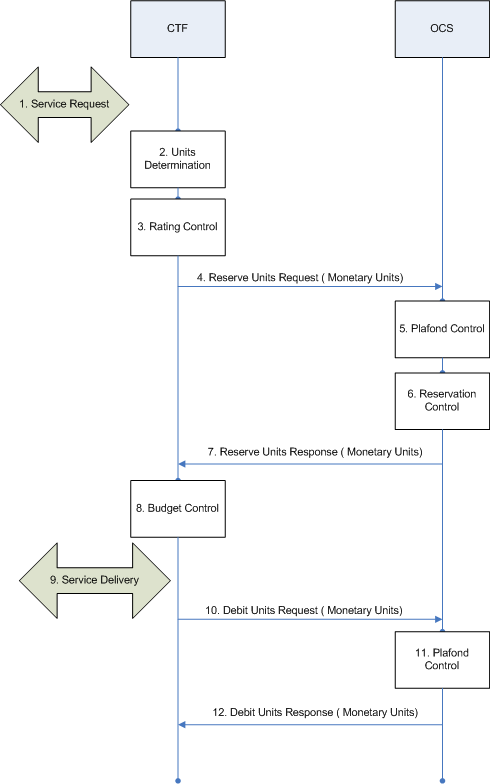 CTF
OCS
1. Service Request
2. Units
Determination
3. Rating Control
4. Reserve Units Request ( Monetary Units)
5. Plafond Control
6. Reservation
Control
7. Reserve Units Response ( Monetary Units)
8. Budget Control
9. Service Delivery
10. Debit Units Request ( Monetary Units)
11. Plafond
Control
12. Debit Units Response ( Monetary Units)